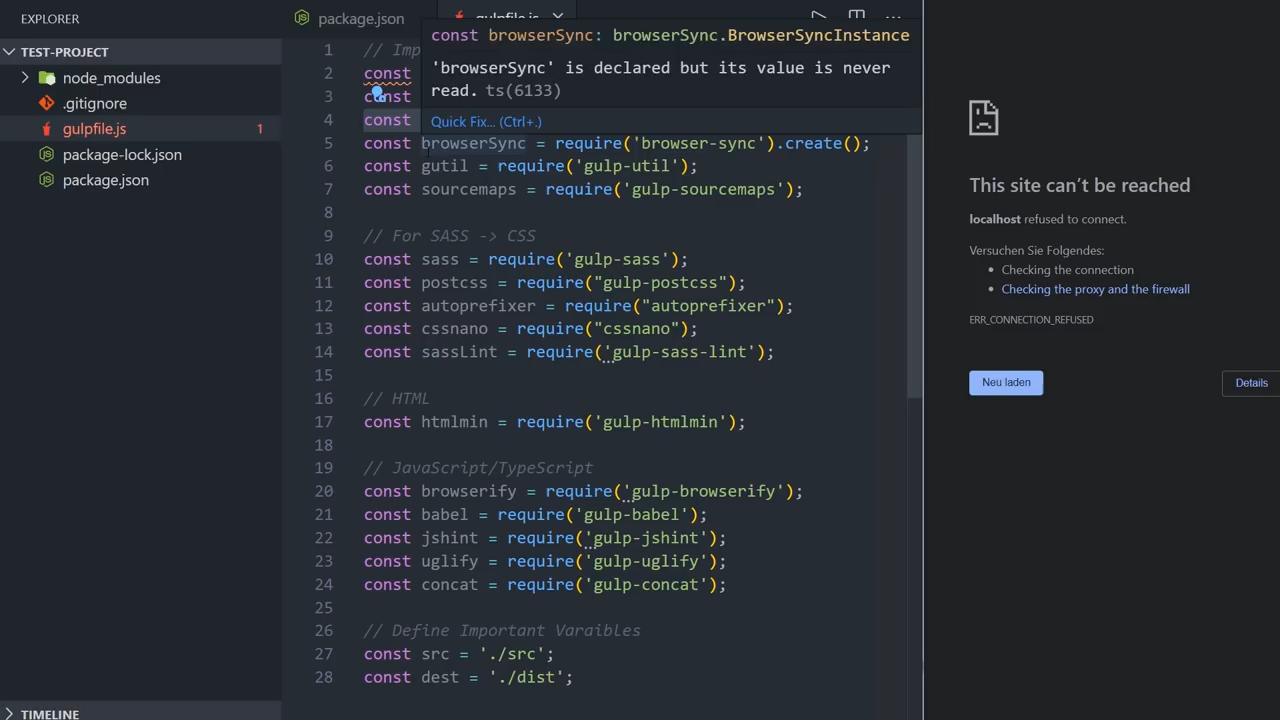 EXPLORER
TEST-PROJECT
node_modules
.gitignore
gulpfile.js
1
package-lock.json
package.json
TIMELINE
package.json
gulpfile.js
const browserSync: browserSync.BrowserSyncInstance
'browserSync' is declared but its value is never
read. ts(6133)
Quick Fix... (Ctrl+.)
1 // Imp
2 const
3 const
4 const
5 const browserSync = require('browser-sync').create();
6 const gutil = require('gulp-util');
7 const sourcemaps = require('gulp-sourcemaps');
8
9 // For SASS -> CSS
10 const sass = require('gulp-sass');
11 const postcss = require("gulp-postcss");
12 const autoprefixer = require("autoprefixer");
13 const cssnano = require("cssnano");
14 const sassLint = require('gulp-sass-lint');
15
16 // HTML
17 const htmlmin = require('gulp-htmlmin');
18
19 // JavaScript/TypeScript
20 const browserify = require('gulp-browserify');
21 const babel = require('gulp-babel');
22 const jshint = require('gulp-jshint');
23 const uglify = require('gulp-uglify');
24 const concat = require('gulp-concat');
25
26 // Define Important Varaibles
27 const src = './src';
28 const dest = './dist';
This site can't be reached
localhost refused to connect.
Versuchen Sie Folgendes:
Checking the connection
Checking the proxy and the firewall
ERR_CONNECTION_REFUSED
Neu laden
Details